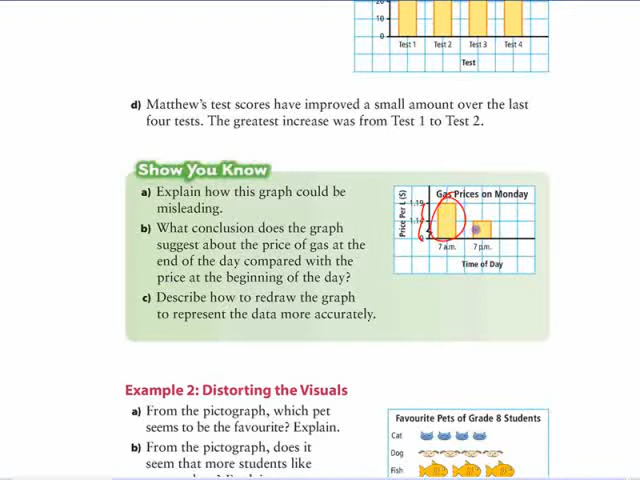 20
10
0
Test 1 Test 2 Test 3 Test 4
Test
d) Matthew's test scores have improved a small amount over the last
four tests. The greatest increase was from Test 1 to Test 2.
Show You Know
a) Explain how this graph could be
misleading.
b) What conclusion does the graph
suggest about the price of gas at the
end of the day compared with the
price at the beginning of the day?
c) Describe how to redraw the graph
to represent the data more accurately.
Gas Prices on Monday
Price Per L ($)
0
7 a.m. 7 p.m.
Time of Day
Example 2: Distorting the Visuals
a) From the pictograph, which pet
seems to be the favourite? Explain.
b) From the pictograph, does it
seem that more students like
Favourite Pets of Grade 8 Students
Cat
Dog
Fish